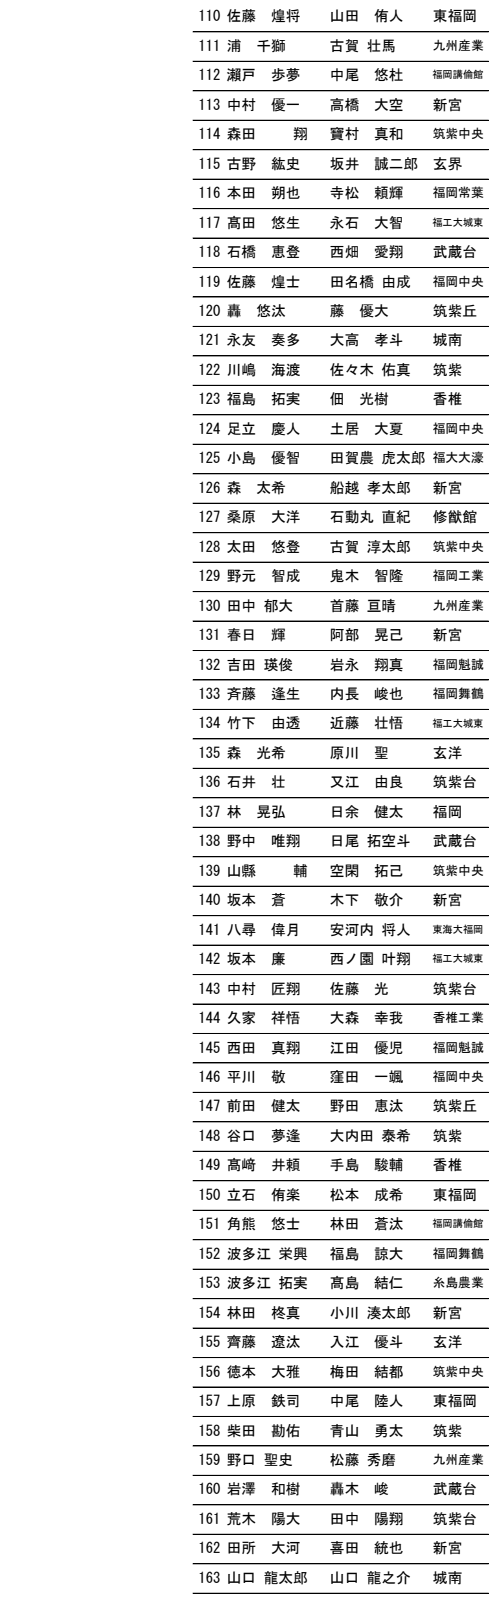 110 佐藤　煌将 山田　侑人 東福岡
111 浦　千獅 古賀 壮馬 九州産業
112 瀬戸　歩夢 中尾　悠杜 福岡講倫館
113 中村　優一 高橋　大空 新宮
114 森田　　翔 寶村　真和 筑紫中央
115 古野　紘史 坂井　誠二郎 玄界
116 本田　朔也 寺松　頼輝 福岡常葉
117 髙田　悠生 永石　大智 福工大城東
118 石橋　恵登 西畑　愛翔 武蔵台
119 佐藤　煌士 田名橋 由成 福岡中央
120 轟　悠汰 藤　優大 筑紫丘
121 永友　奏多 大高　孝斗 城南
122 川嶋　海渡 佐々木 佑真 筑紫
123 福島　拓実 佃　光樹 香椎
124 足立　慶人 土居　大夏 福岡中央
125 小島　優智 田賀農 虎太郎 福大大濠
126 森　太希 船越 孝太郎 新宮
127 桑原　大洋 石動丸 直紀 修猷館
128 太田　悠登 古賀 淳太郎 筑紫中央
129 野元　智成 鬼木　智隆 福岡工業
130 田中 郁大 首藤 亘晴 九州産業
131 春日　輝 阿部　晃己 新宮
132 吉田 瑛俊 岩永　翔真 福岡魁誠
133 斉藤　逢生 内長　峻也 福岡舞鶴
134 竹下　由透 近藤　壮悟 福工大城東
135 森　光希 原川　聖 玄洋
136 石井　壮 又江　由良 筑紫台
137 林　晃弘 日余　健太 福岡
138 野中　唯翔 日尾 拓空斗 武蔵台
139 山縣　　輔 空閑　拓己 筑紫中央
140 坂本　蒼 木下　敬介 新宮
141 八尋　偉月 安河内 将人 東海大福岡
142 坂本　廉 西ノ園 叶翔 福工大城東
143 中村　匠翔 佐藤　光 筑紫台
144 久家　祥悟 大森　幸我 香椎工業
145 西田　真翔 江田　優児 福岡魁誠
146 平川　敬 窪田　一颯 福岡中央
147 前田　健太 野田　恵汰 筑紫丘
148 谷口　夢逢 大内田 泰希 筑紫
149 髙﨑　井頼 手島　駿輔 香椎
150 立石　侑楽 松本　成希 東福岡
151 角熊　悠士 林田　蒼汰 福岡講倫館
152 波多江 栄興 福島　諒大 福岡舞鶴
153 波多江 拓実 髙島　結仁 糸島農業
154 林田　柊真 小川 湊太郎 新宮
155 齊藤　遼汰 入江　優斗 玄洋
156 德本　大雅 梅田　結都 筑紫中央
157 上原　鉄司 中尾　陸人 東福岡
158 柴田　勘佑 青山　勇太 筑紫
159 野口 聖史 松藤 秀磨 九州産業
160 岩澤　和樹 轟木　峻 武蔵台
161 荒木　陽大 田中　陽翔 筑紫台
162 田所　大河 喜田　統也 新宮
163 山口 龍太郎 山口 龍之介 城南